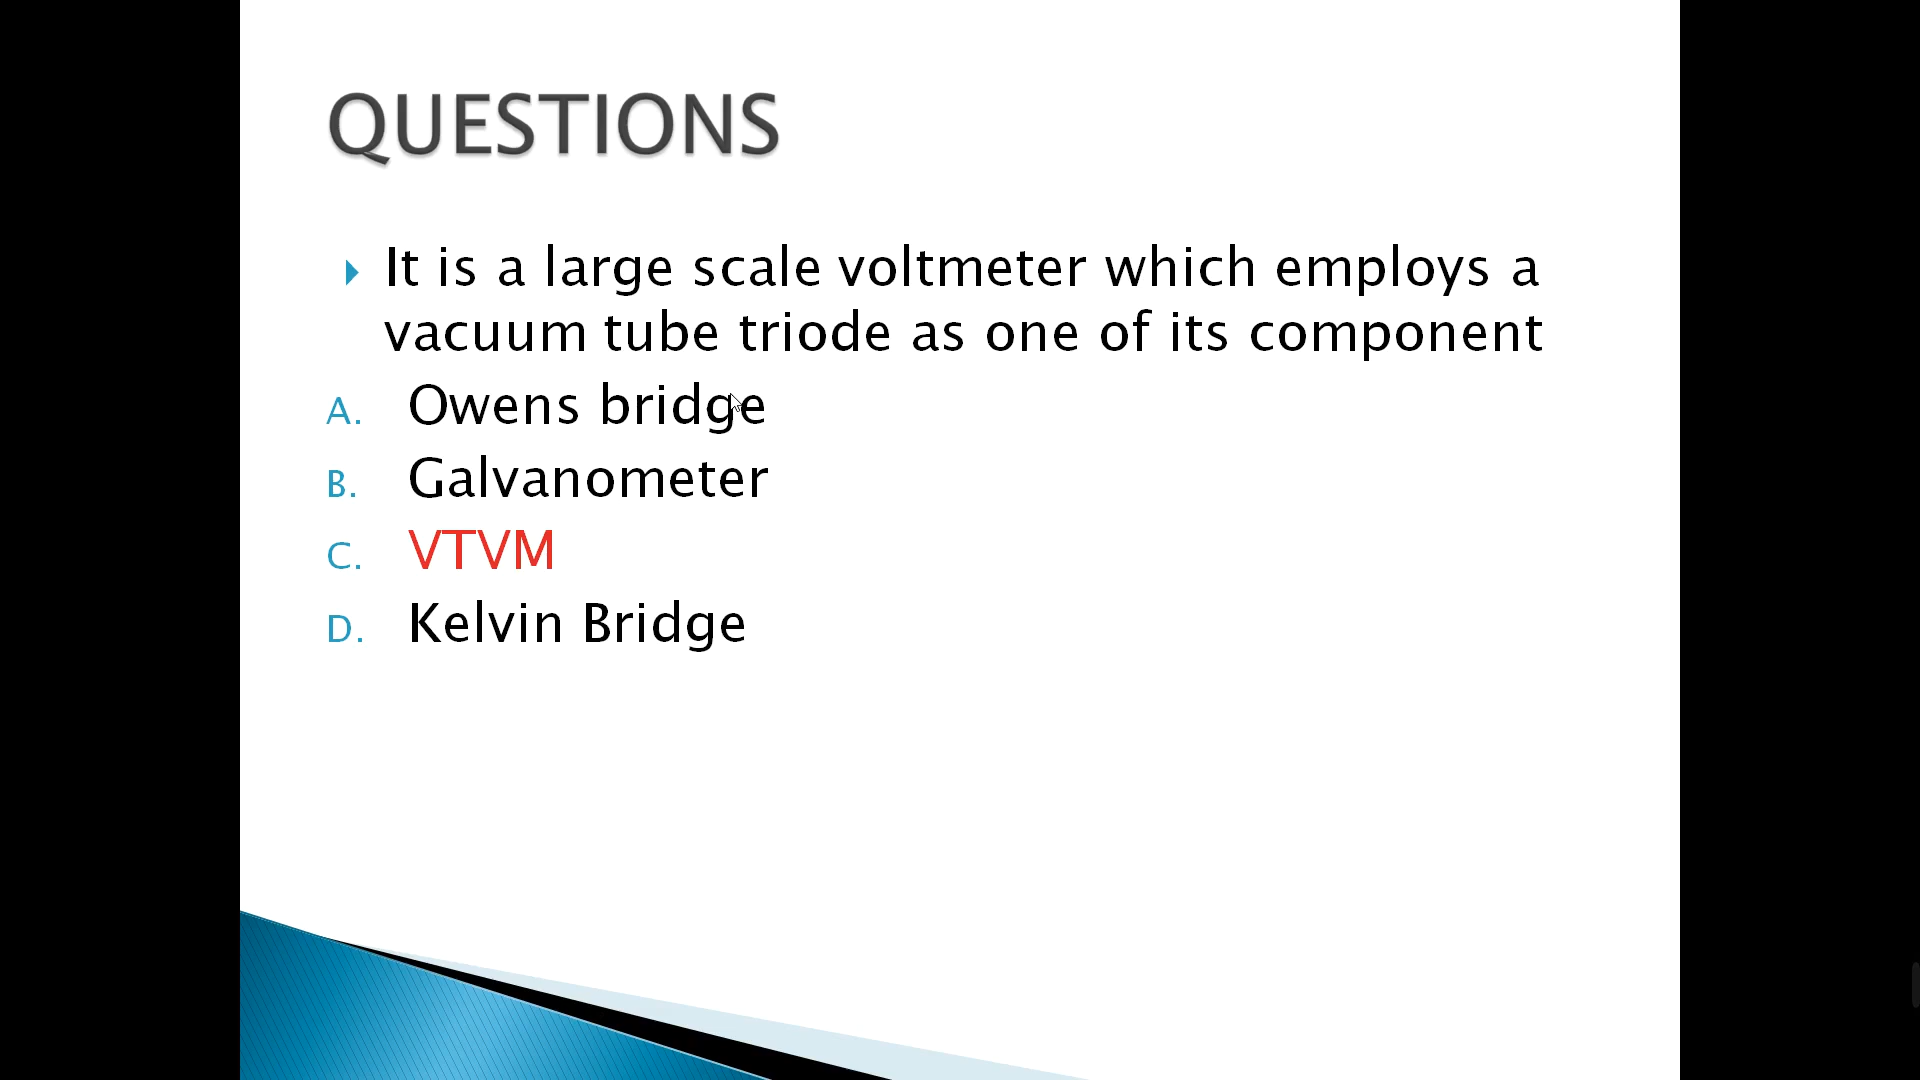 QUESTIONS
It is a large scale voltmeter which employs a
vacuum tube triode as one of its component
A. Owens bridge
B. Galvanometer
C. VTVM
D. Kelvin Bridge